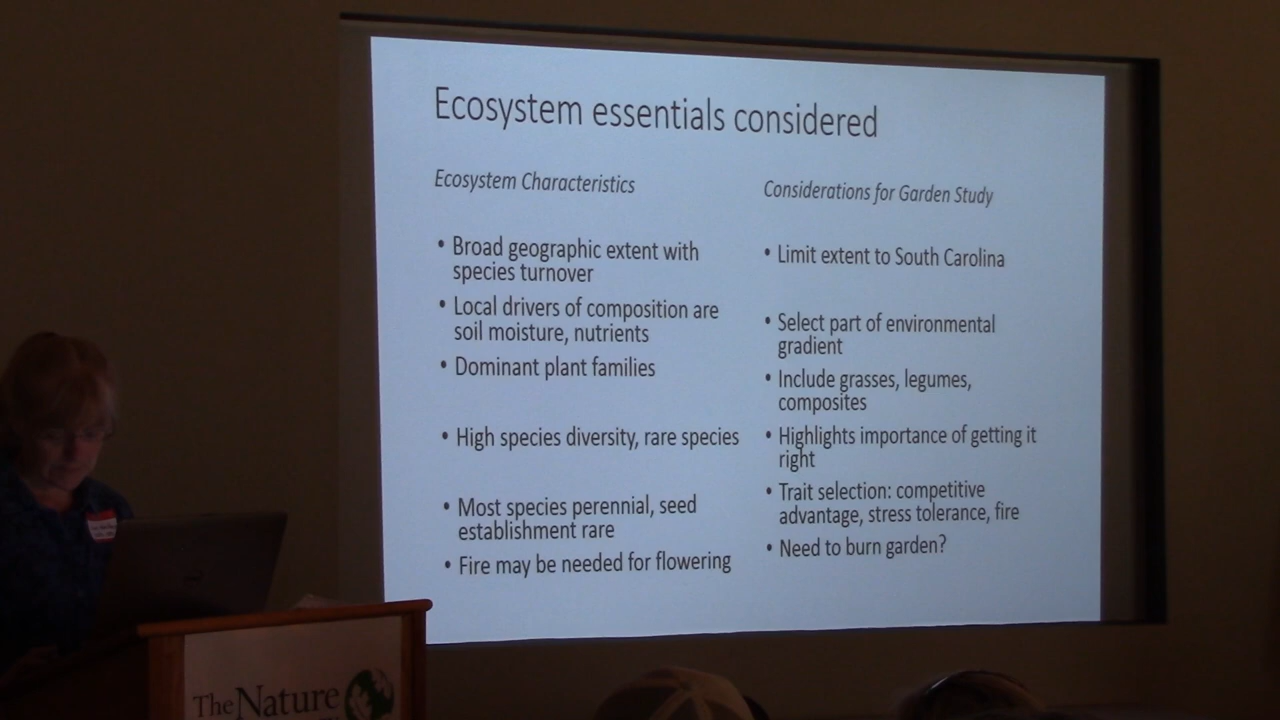 Ecosystem essentials considered
Ecosystem Characteristics
• Broad geographic extent with
species turnover
• Local drivers of composition are
soil moisture, nutrients
• Dominant plant families
• High species diversity, rare species
• Most species perennial, seed
establishment rare
• Fire may be needed for flowering
Considerations for Garden Study
• Limit extent to South Carolina
• Select part of environmental
gradient
• Include grasses, legumes,
composites
• Highlights importance of getting it
right
• Trait selection: competitive
advantage, stress tolerance, fire
• Need to burn garden?
The Nature